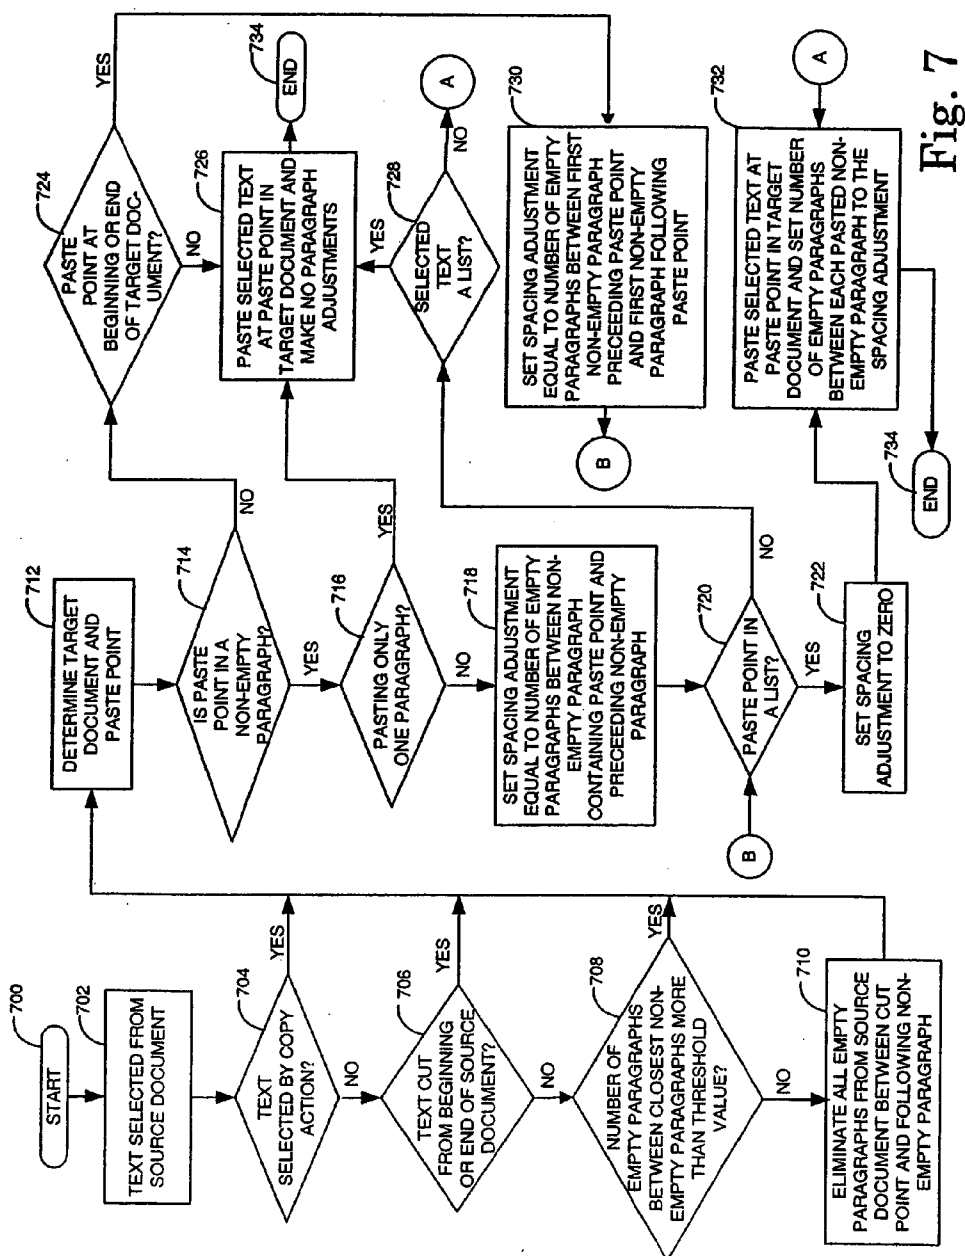 700
START
702
TEXT SELECTED FROM
SOURCE DOCUMENT
704
TEXT
SELECTED BY COPY
ACTION?
YES
NO
706
TEXT CUT
FROM BEGINNING
OR END OF SOURCE
DOCUMENT?
YES
NO
708
NUMBER OF
EMPTY PARAGRAPHS
BETWEEN CLOSEST NON-
EMPTY PARAGRAPHS MORE
THAN THRESHOLD
VALUE?
YES
NO
710
ELIMINATE ALL EMPTY
PARAGRAPHS FROM SOURCE
DOCUMENT BETWEEN CUT
POINT AND FOLLOWING NON-
EMPTY PARAGRAPH
712
DETERMINE TARGET
DOCUMENT AND
PASTE POINT
714
IS PASTE
POINT IN A
NON-EMPTY
PARAGRAPH?
NO
YES
716
PASTING ONLY
ONE PARAGRAPH?
YES
NO
718
SET SPACING ADJUSTMENT
EQUAL TO NUMBER OF EMPTY
PARAGRAPHS BETWEEN NON-
EMPTY PARAGRAPH
CONTAINING PASTE POINT AND
PRECEEDING NON-EMPTY
PARAGRAPH
B
720
PASTE POINT IN
A LIST?
NO
YES
722
SET SPACING
ADJUSTMENT TO ZERO
724
PASTE
POINT AT
BEGINNING OR END
OF TARGET DOC-
UMENT?
YES
NO
726
PASTE SELECTED TEXT
AT PASTE POINT IN
TARGET DOCUMENT AND
MAKE NO PARAGRAPH
ADJUSTMENTS
734
END
YES
728
SELECTED
TEXT
A LIST?
NO
A
730
SET SPACING ADJUSTMENT
EQUAL TO NUMBER OF EMPTY
PARAGRAPHS BETWEEN FIRST
NON-EMPTY PARAGRAPH
PRECEEDING PASTE POINT
AND FIRST NON-EMPTY
PARAGRAPH FOLLOWING
PASTE POINT
B
732
PASTE SELECTED TEXT AT
PASTE POINT IN TARGET
DOCUMENT AND SET NUMBER
OF EMPTY PARAGRAPHS
BETWEEN EACH PASTED NON-
EMPTY PARAGRAPH TO THE
SPACING ADJUSTMENT
A
734
END
Fig. 7